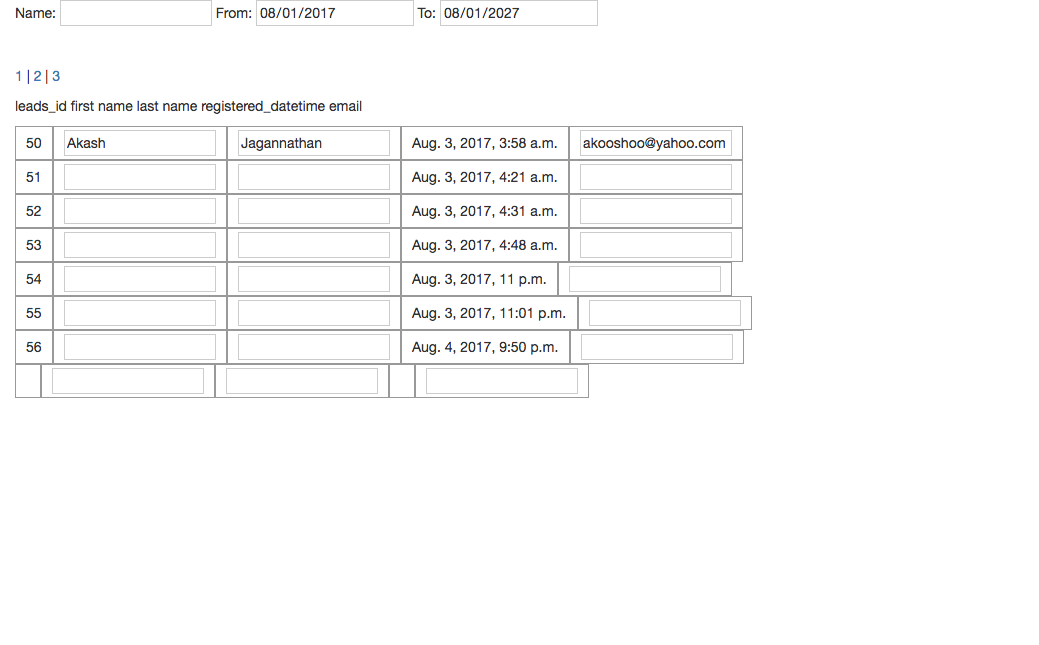 Name: From: 08/01/2017 To: 08/01/2027
1 | 2 | 3
leads_id first name last name registered_datetime email
50 Akash Jagannathan Aug. 3, 2017, 3:58 a.m. akooshoo@yahoo.com
51 Aug. 3, 2017, 4:21 a.m.
52 Aug. 3, 2017, 4:31 a.m.
53 Aug. 3, 2017, 4:48 a.m.
54 Aug. 3, 2017, 11 p.m.
55 Aug. 3, 2017, 11:01 p.m.
56 Aug. 4, 2017, 9:50 p.m.